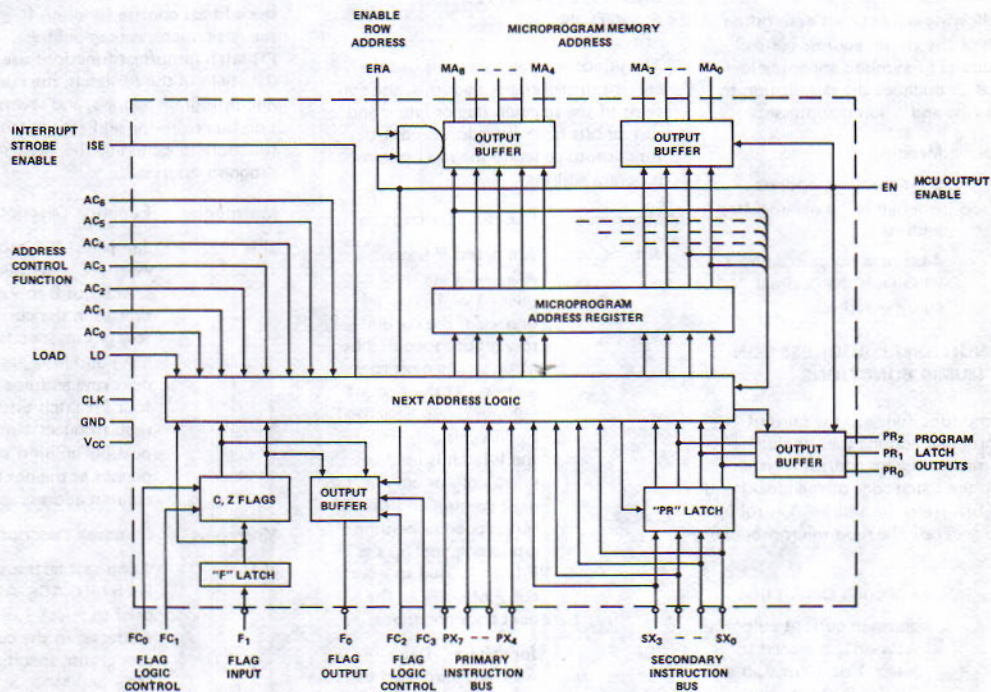 ENABLE
ROW
ADDRESS
MICROPROGRAM MEMORY
ADDRESS
ERA
MA8
MA4
MA3
MA0
INTERRUPT
STROBE
ENABLE
ISE
OUTPUT
BUFFER
OUTPUT
BUFFER
EN
MCU OUTPUT
ENABLE
AC6
AC5
AC4
AC3
AC2
AC1
AC0
ADDRESS
CONTROL
FUNCTION
MICROPROGRAM
ADDRESS REGISTER
LOAD
LD
CLK
GND
VCC
NEXT ADDRESS LOGIC
OUTPUT
BUFFER
PR2
PR1
PR0
PROGRAM
LATCH
OUTPUTS
C, Z FLAGS
OUTPUT
BUFFER
"PR" LATCH
"F" LATCH
FC0
FC1
F1
F0
FC2
FC3
PX7
PX4
SX3
SX0
FLAG
LOGIC
CONTROL
FLAG
INPUT
FLAG
OUTPUT
FLAG
LOGIC
CONTROL
PRIMARY
INSTRUCTION
BUS
SECONDARY
INSTRUCTION
BUS